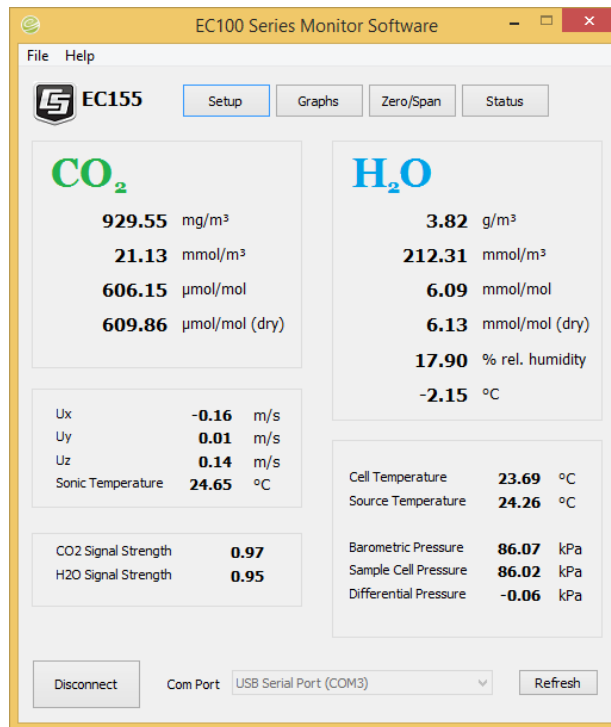 EC100 Series Monitor Software
File Help
EC155 Setup Graphs Zero/Span Status
CO₂
929.55 mg/m³
21.13 mmol/m³
606.15 μmol/mol
609.86 μmol/mol (dry)
H₂O
3.82 g/m³
212.31 mmol/m³
6.09 mmol/mol
6.13 mmol/mol (dry)
17.90 % rel. humidity
-2.15 °C
Ux -0.16 m/s
Uy 0.01 m/s
Uz 0.14 m/s
Sonic Temperature 24.65 °C
CO2 Signal Strength 0.97
H2O Signal Strength 0.95
Cell Temperature 23.69 °C
Source Temperature 24.26 °C
Barometric Pressure 86.07 kPa
Sample Cell Pressure 86.02 kPa
Differential Pressure -0.06 kPa
Disconnect Com Port USB Serial Port (COM3) Refresh